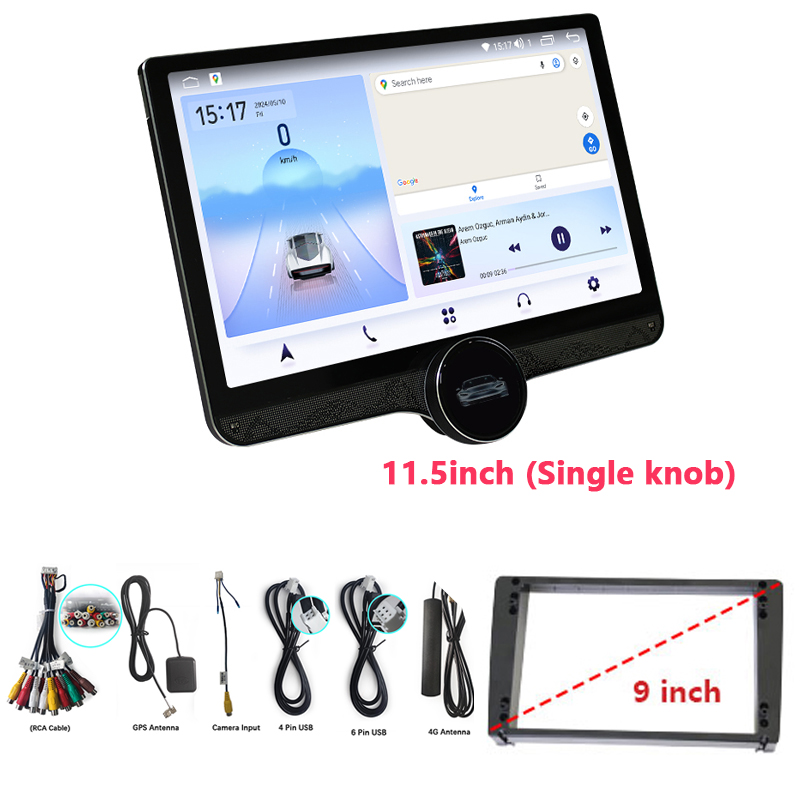 15:17 1
Search here
15:17 2024/05/10
Fri
0
km/h
GO
Google
Explore Saved
Arem Ozguc, Arman Aydin & Jor...
Arem Ozguc
00:09 02:36
11.5inch (Single knob)
9 inch
(RCA Cable) GPS Antenna Camera Input 4 Pin USB 6 Pin USB 4G Antenna